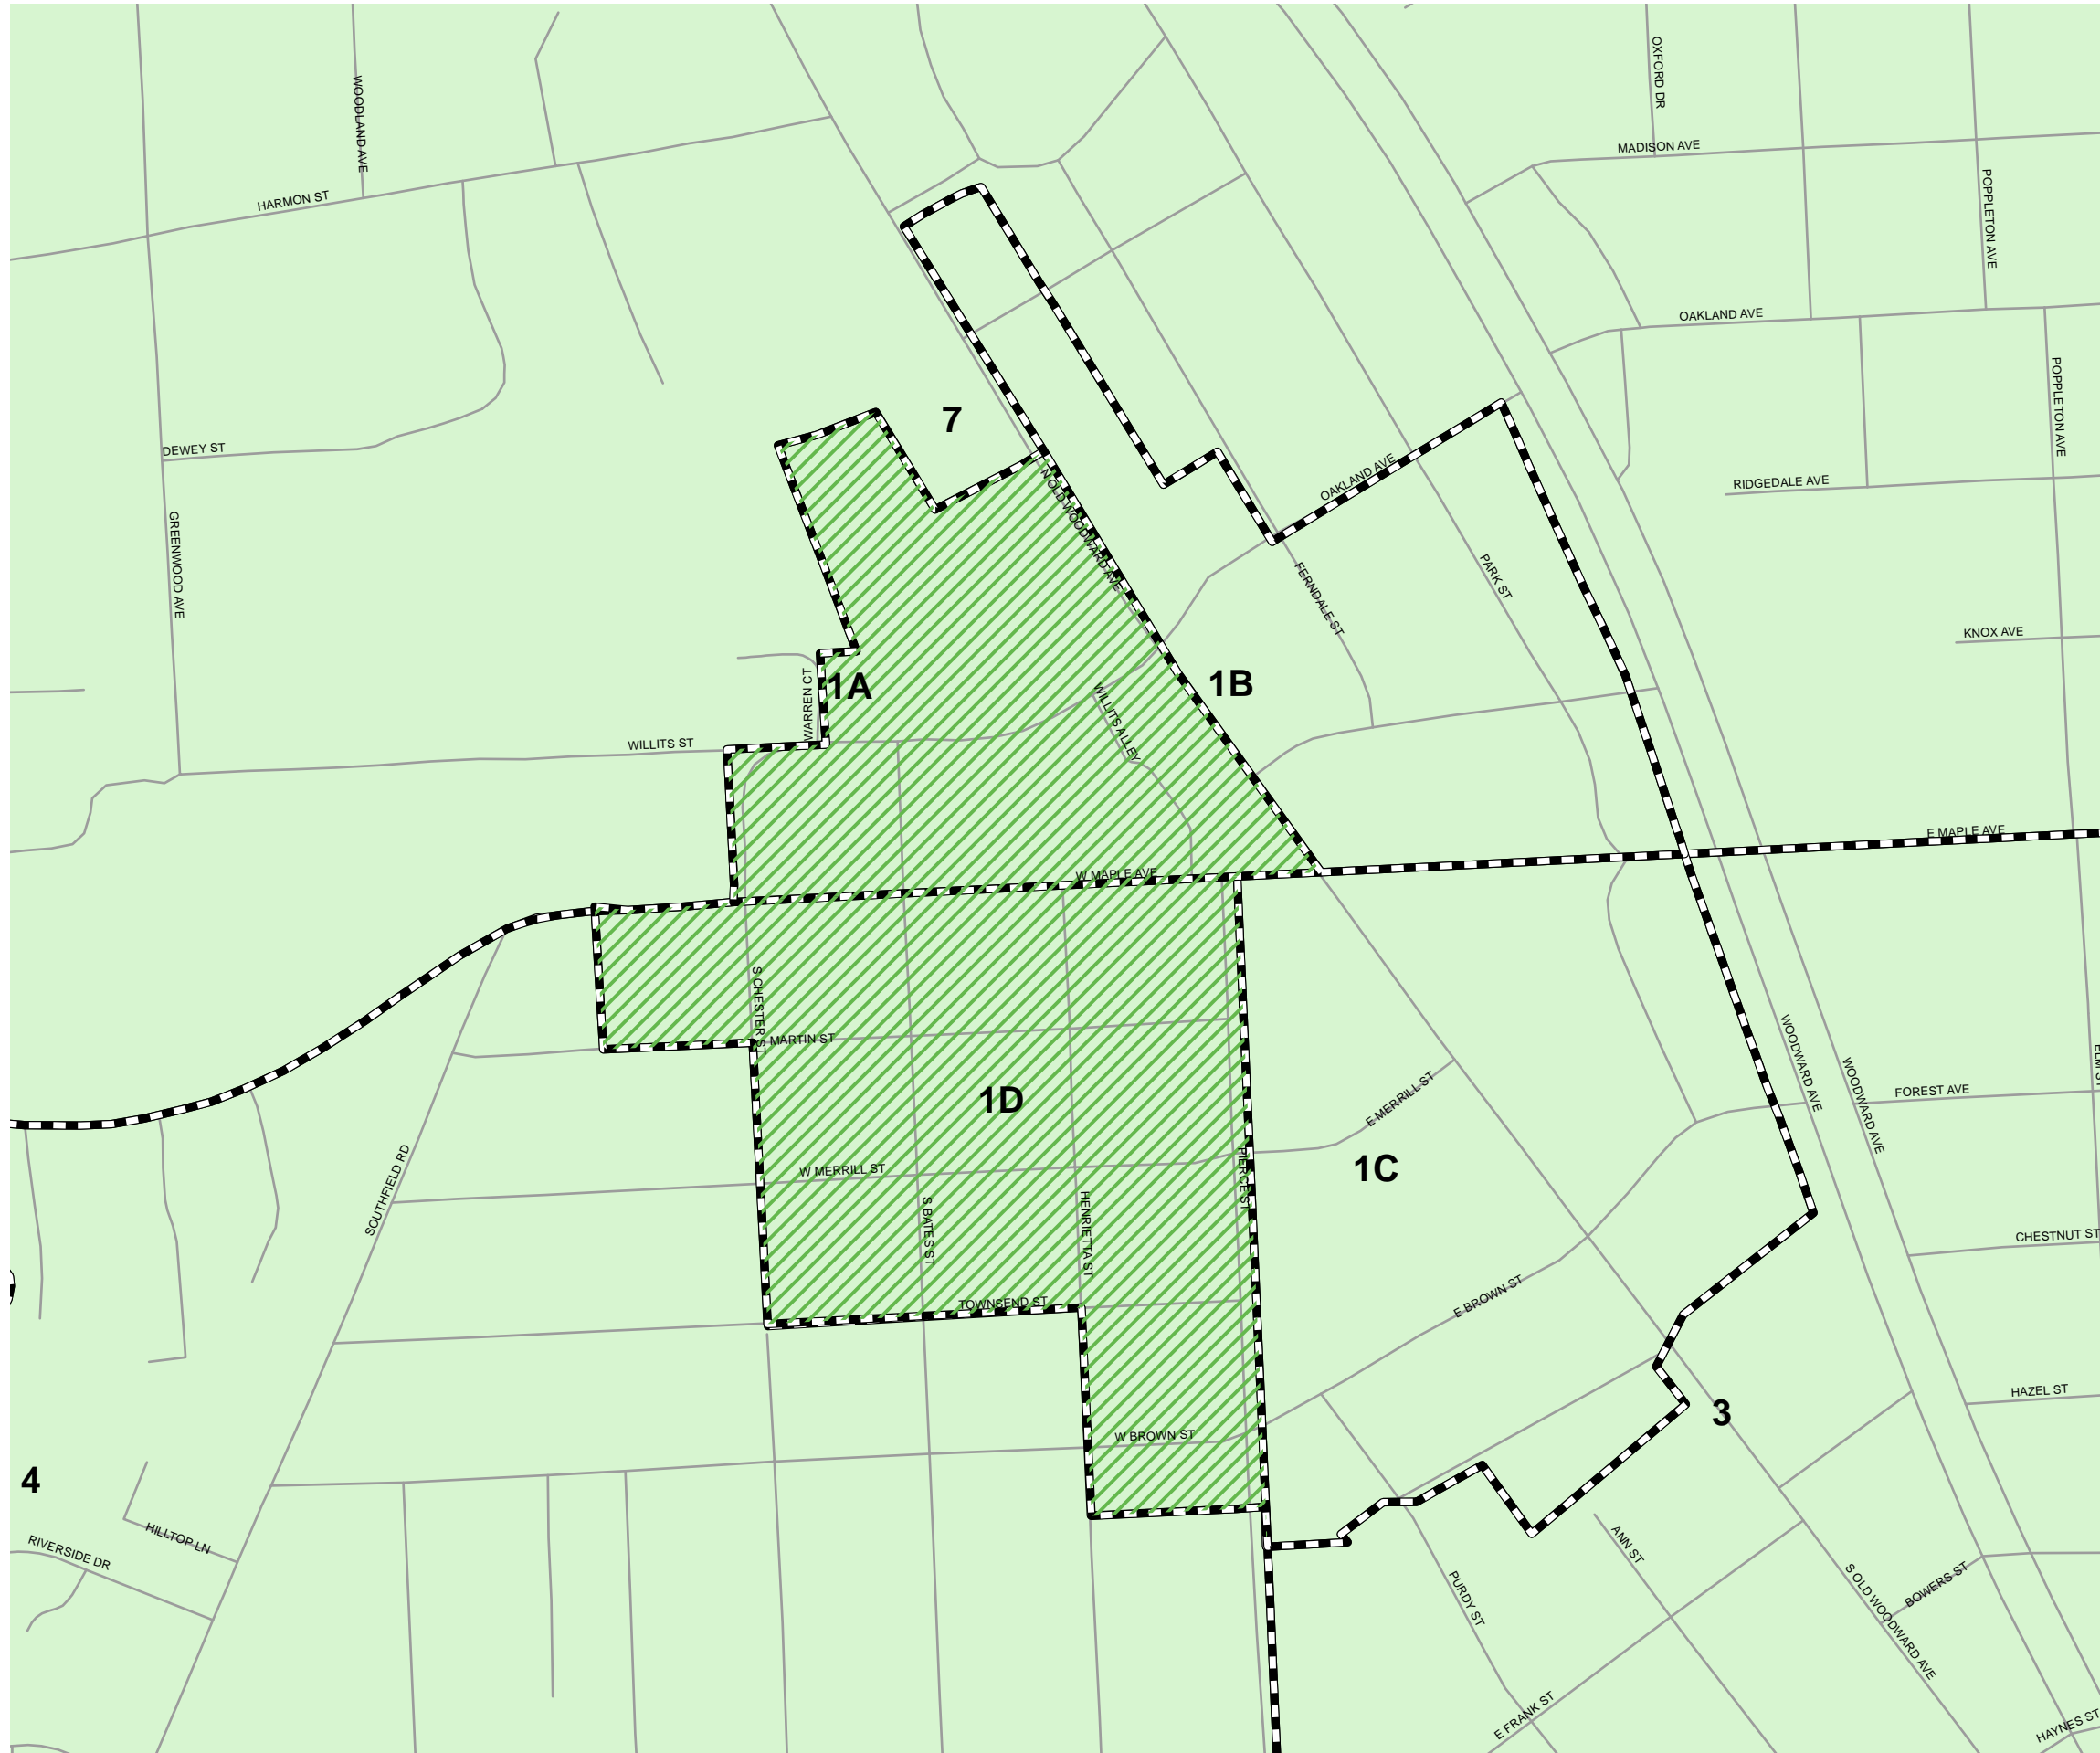 OXFORD DR
WOODLAND AVE
MADISON AVE
HARMON ST
POPPLETON AVE
OAKLAND AVE
POPPLETON AVE
7
DEWEY ST
OAKLAND AVE
N OLD WOODWARD AVE
RIDGEDALE AVE
GREENWOOD AVE
PARK ST
FERNDALE ST
KNOX AVE
WARREN CT
1A
1B
WILLITS ALLEY
WILLITS ST
E MAPLE AVE
W MAPLE AVE
S CHESTER ST
MARTIN ST
WOODWARD AVE
WOODWARD AVE
ELM S
FOREST AVE
1D
E MERRILL ST
SOUTHFIELD RD
W MERRILL ST
PIERCE ST
1C
S BATES ST
HENRIETTA ST
CHESTNUT ST
TOWNSEND ST
E BROWN ST
HAZEL ST
3
W BROWN ST
4
HILLTOP LN
RIVERSIDE DR
ANN ST
PURDY ST
S OLD WOODWARD AVE
BOWERS ST
E FRANK ST
HAYNES ST